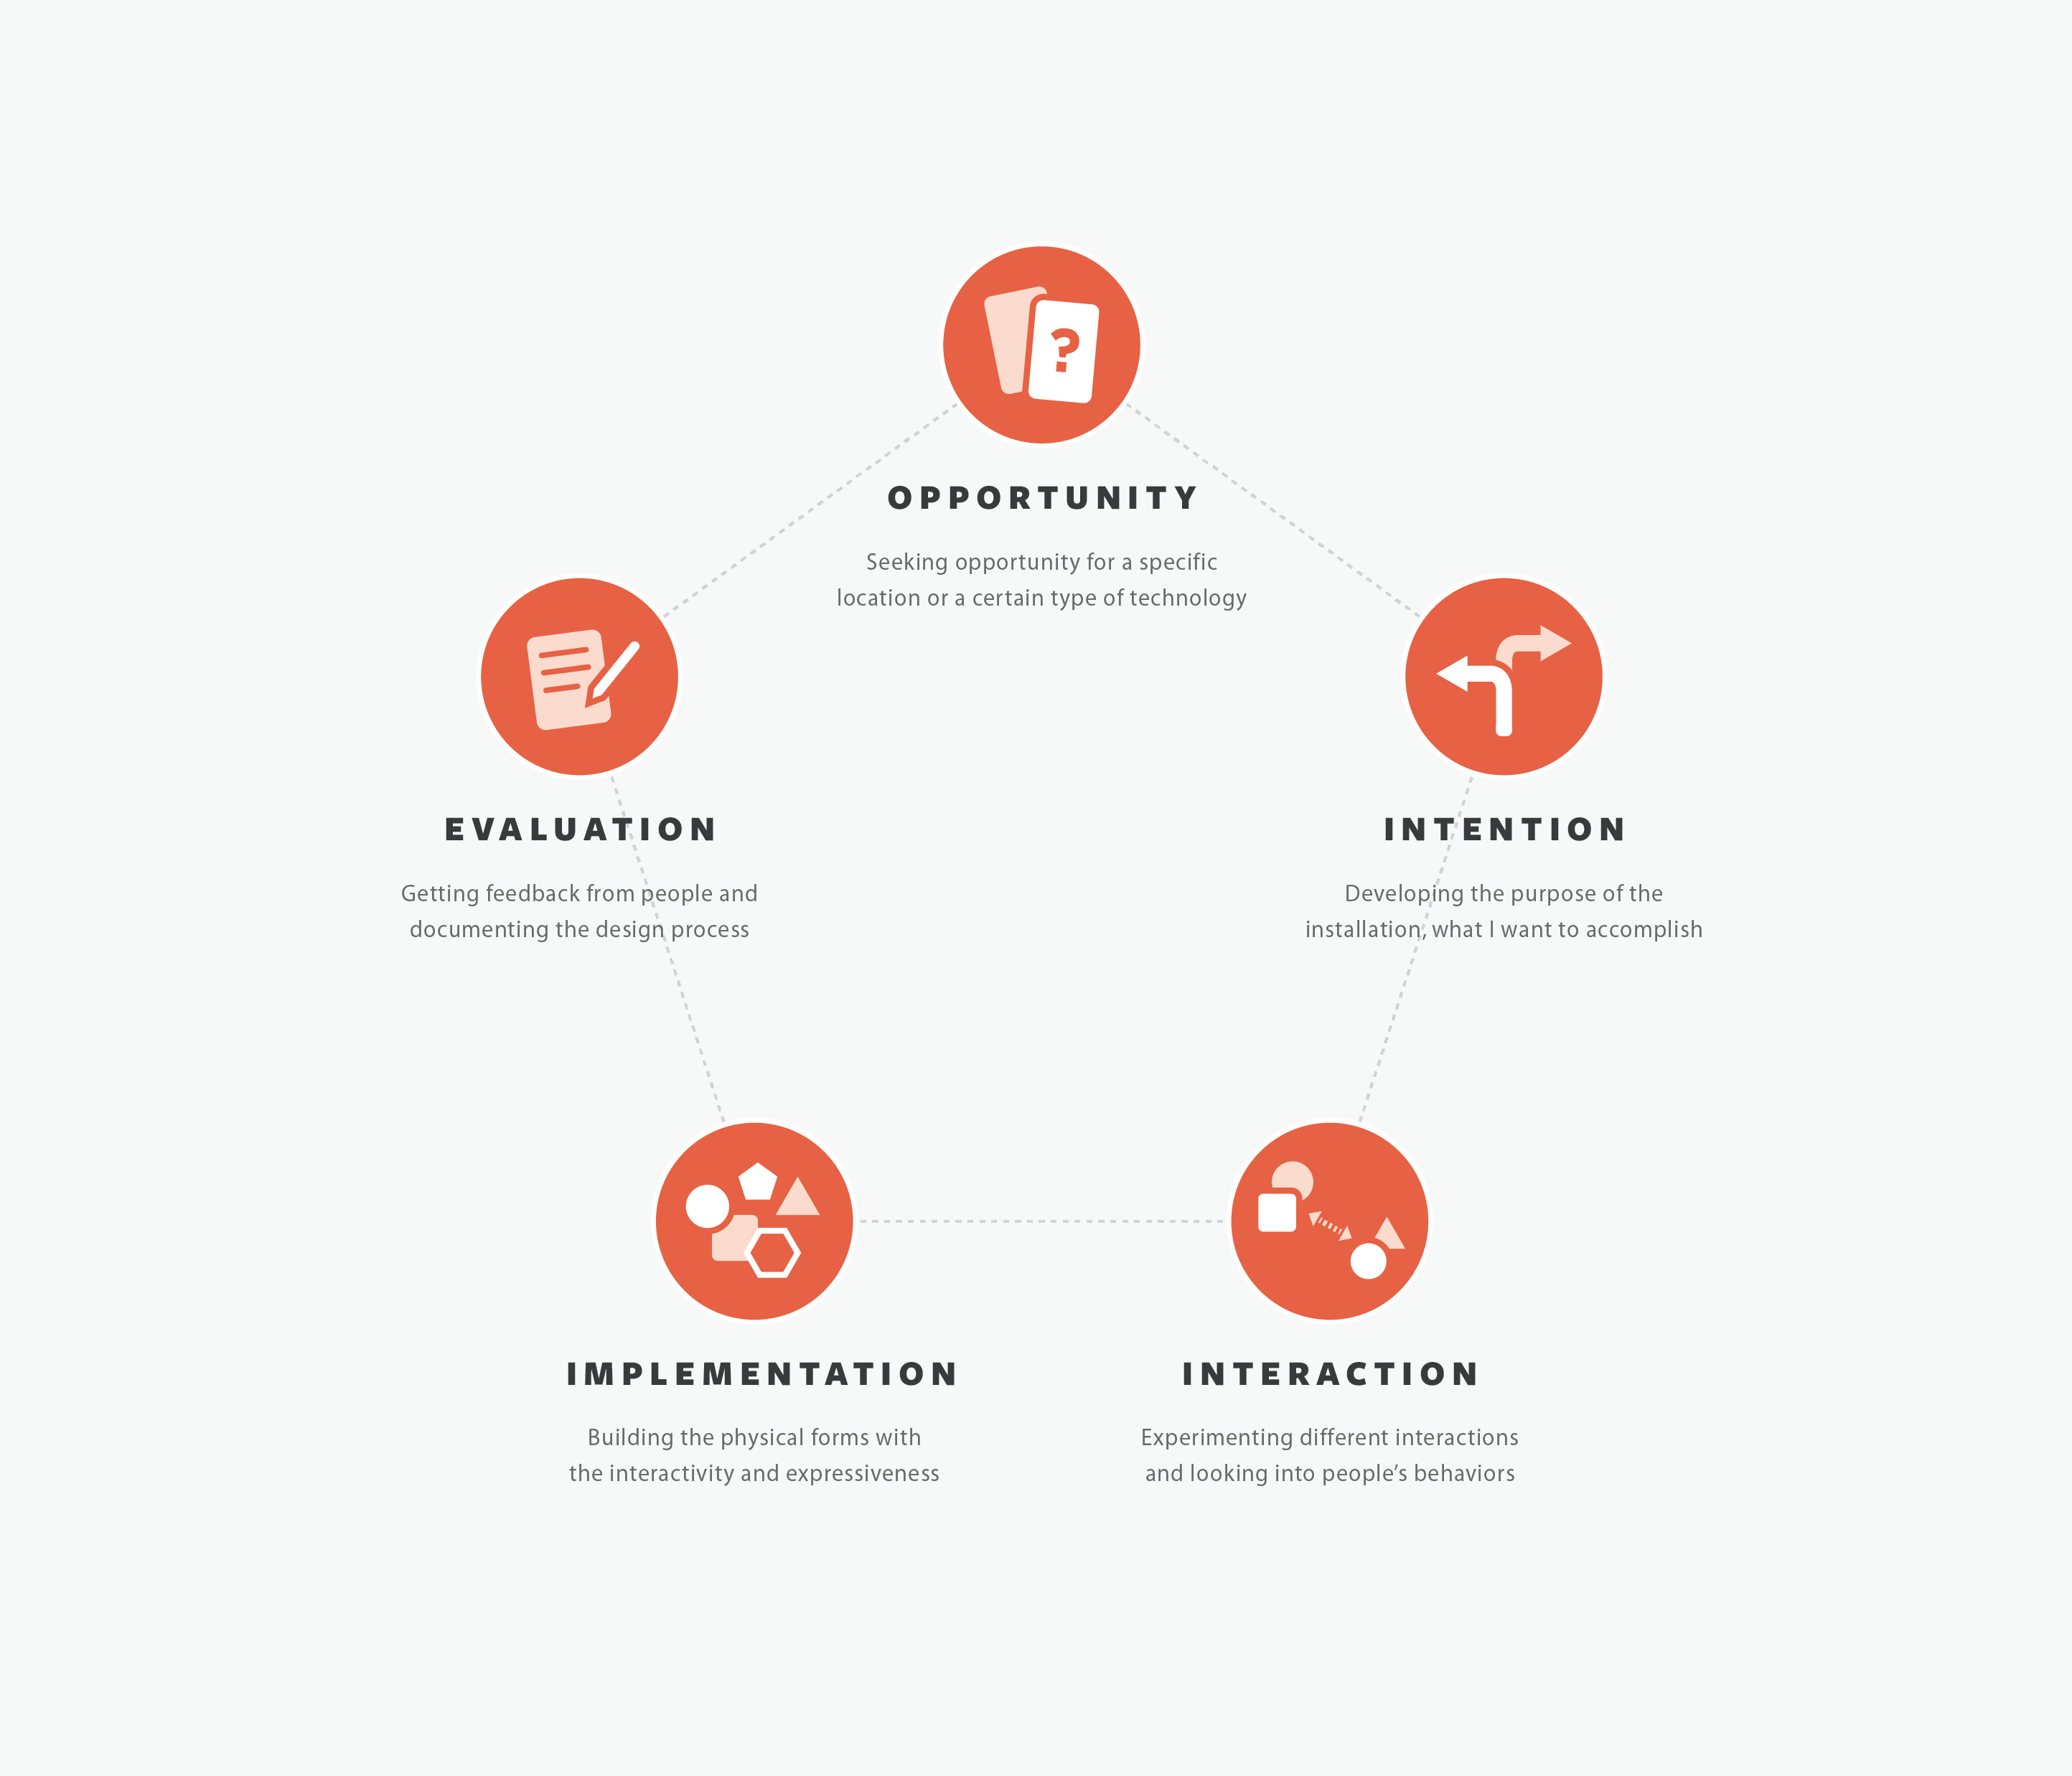 ?
OPPORTUNITY
Seeking opportunity for a specific
location or a certain type of technology
EVALUATION
Getting feedback from people and
documenting the design process
INTENTION
Developing the purpose of the
installation, what I want to accomplish
IMPLEMENTATION
Building the physical forms with
the interactivity and expressiveness
INTERACTION
Experimenting different interactions
and looking into people’s behaviors